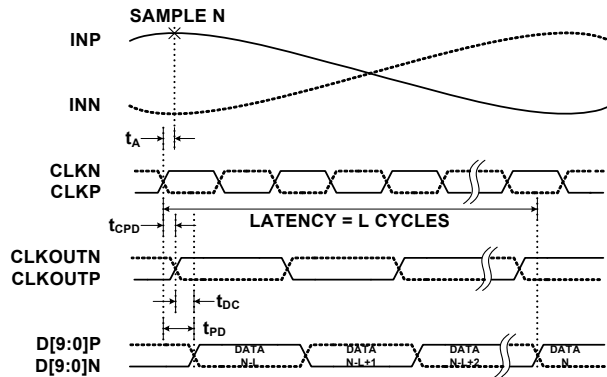 SAMPLE N
INP
INN
tA
CLKN
CLKP
LATENCY = L CYCLES
tCPD
CLKOUTN
CLKOUTP
tDC
tPD
D[9:0]P
D[9:0]N
DATA
N-L
DATA
N-L+1
DATA
N-L+2
DATA
N